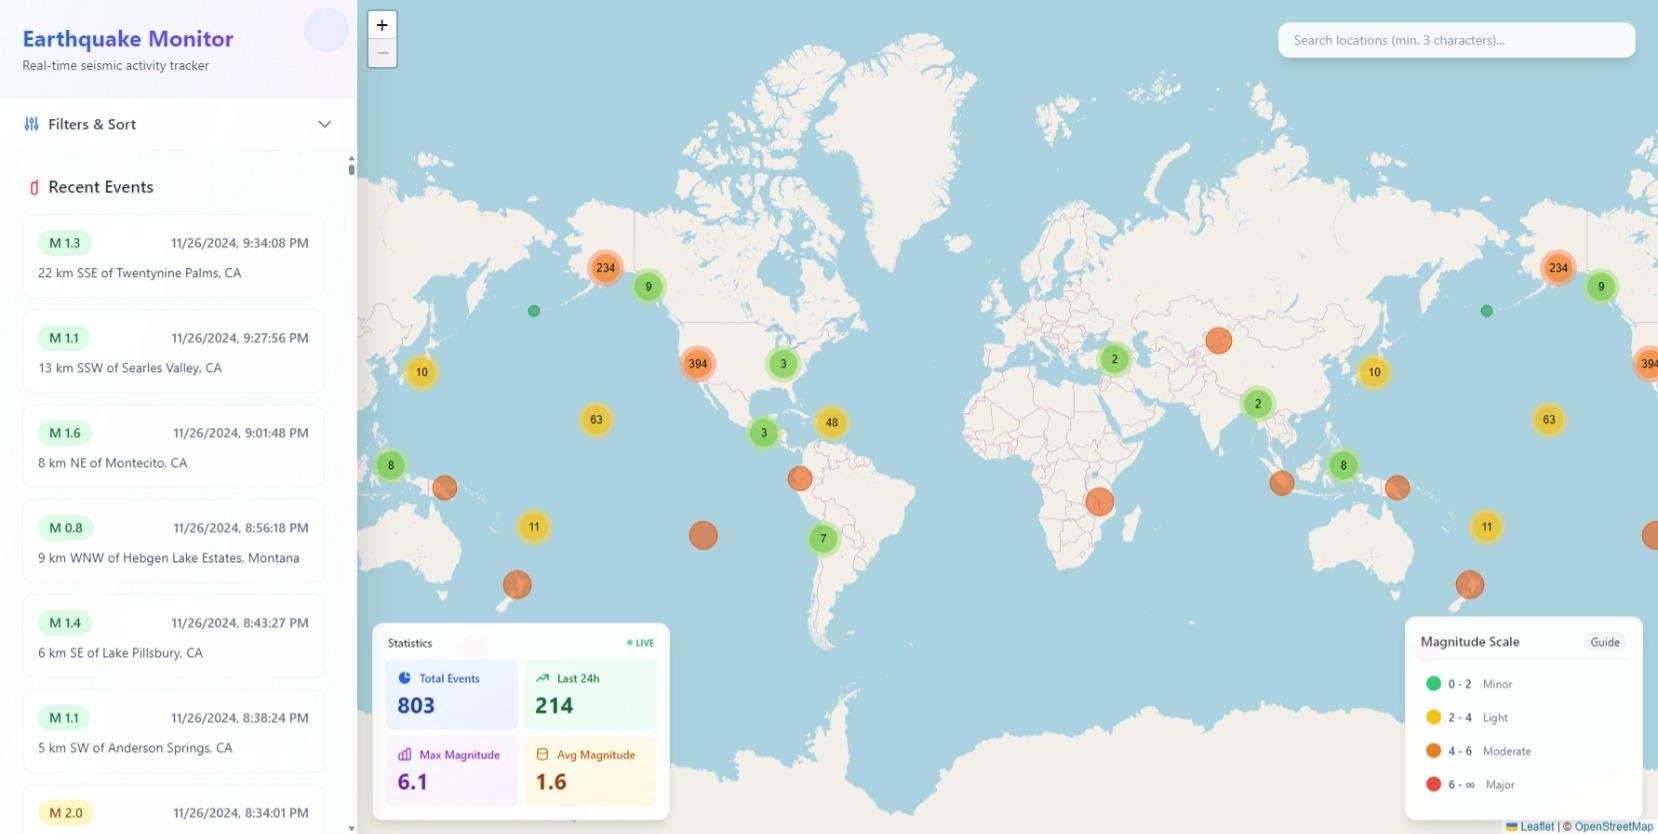 Earthquake Monitor
Real-time seismic activity tracker
Filters & Sort
Recent Events
M 1.3
11/26/2024, 9:34:08 PM
22 km SSE of Twentynine Palms, CA
M 1.1
11/26/2024, 9:27:56 PM
13 km SSW of Searles Valley, CA
M 1.6
11/26/2024, 9:01:48 PM
8 km NE of Montecito, CA
M 0.8
11/26/2024, 8:56:18 PM
9 km WNW of Hebgen Lake Estates, Montana
M 1.4
11/26/2024, 8:43:27 PM
6 km SE of Lake Pillsbury, CA
M 1.1
11/26/2024, 8:38:24 PM
5 km SW of Anderson Springs, CA
M 2.0
11/26/2024, 8:34:01 PM
+
−
Search locations (min. 3 characters)...
234
9
234
9
2
394
3
394
10
10
2
63
3
48
63
8
8
11
7
11
Statistics
LIVE
Total Events
803
Last 24h
214
Max Magnitude
6.1
Avg Magnitude
1.6
Magnitude Scale
Guide
0 - 2 Minor
2 - 4 Light
4 - 6 Moderate
6 - ∞ Major
Leaflet | © OpenStreetMap